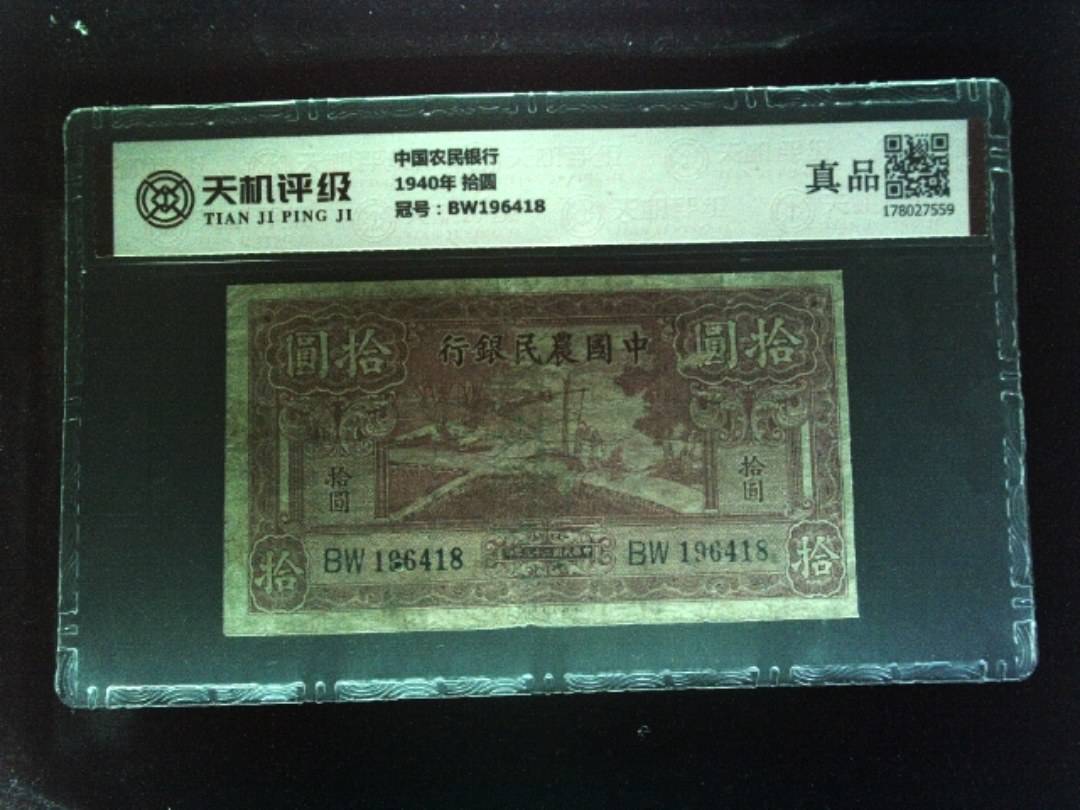 天机评级
TIAN JI PING JI
中国农民银行
1940年 拾圆
冠号：BW196418
真品
178027559
拾圓
行銀民農國中
拾圓
拾圓
拾圓
BW 196418
BW 196418
拾
拾